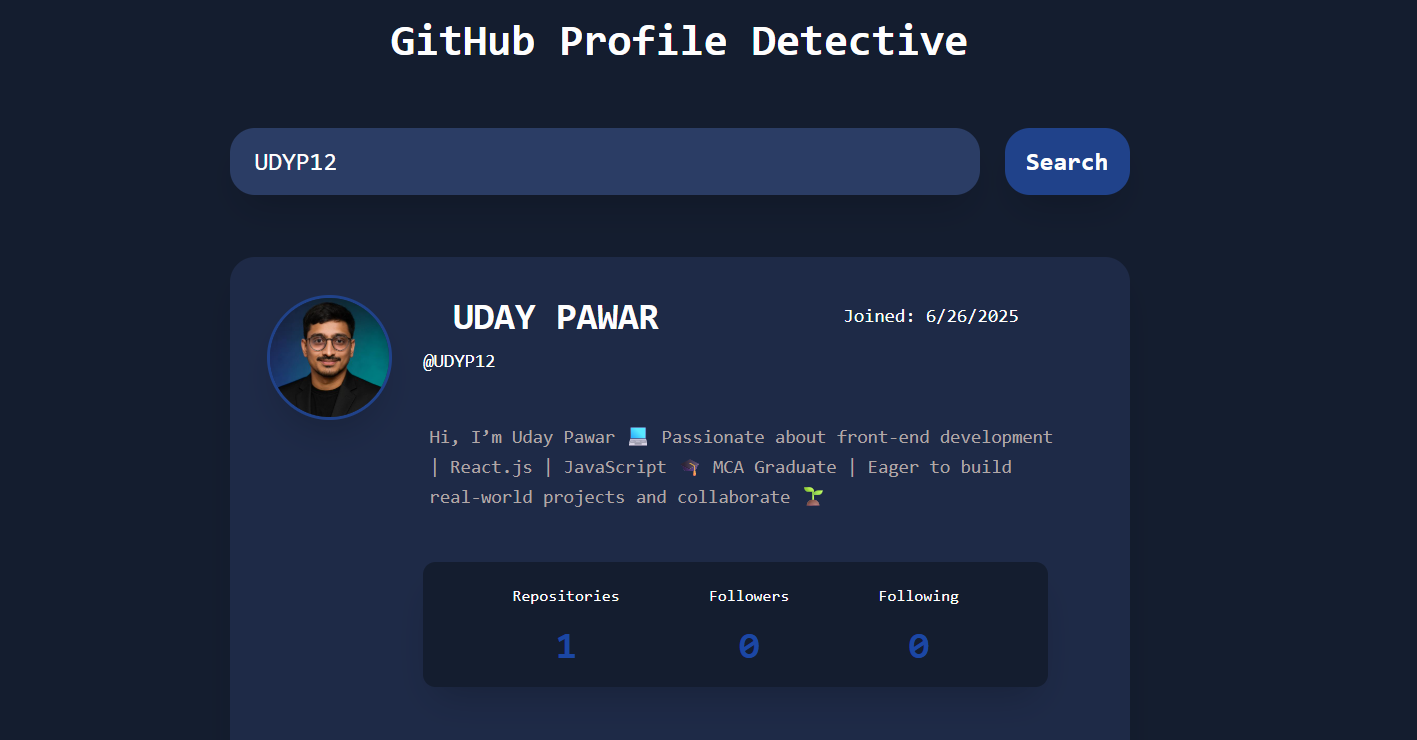 GitHub Profile Detective
UDYP12
Search
UDAY PAWAR
Joined: 6/26/2025
@UDYP12
Hi, I’m Uday Pawar 💻 Passionate about front-end development
| React.js | JavaScript 🎓 MCA Graduate | Eager to build
real-world projects and collaborate 🌱
Repositories
Followers
Following
1
0
0